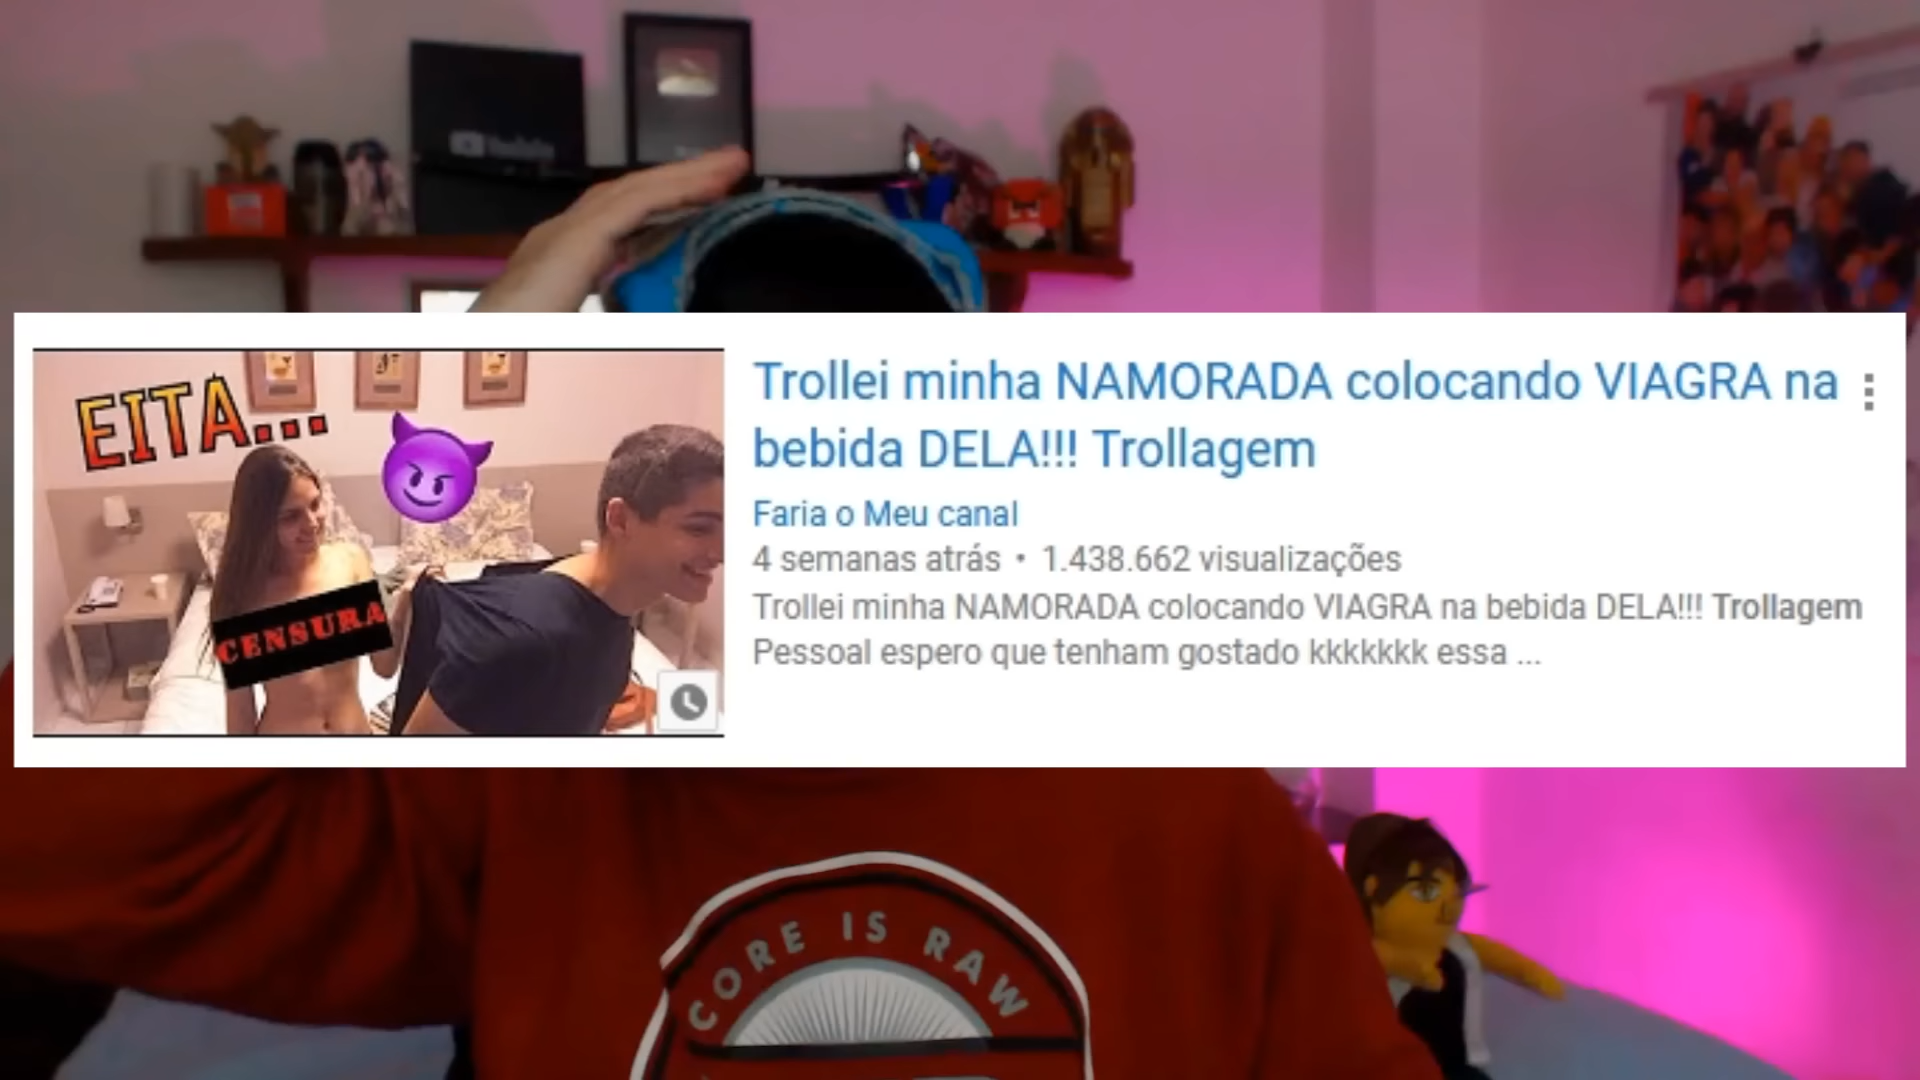 YouTube
EITA...
CENSURA
Trollei minha NAMORADA colocando VIAGRA na
bebida DELA!!! Trollagem
Faria o Meu canal
4 semanas atrás • 1.438.662 visualizações
Trollei minha NAMORADA colocando VIAGRA na bebida DELA!!! Trollagem
Pessoal espero que tenham gostado kkkkkkk essa ...
CORE IS RAW